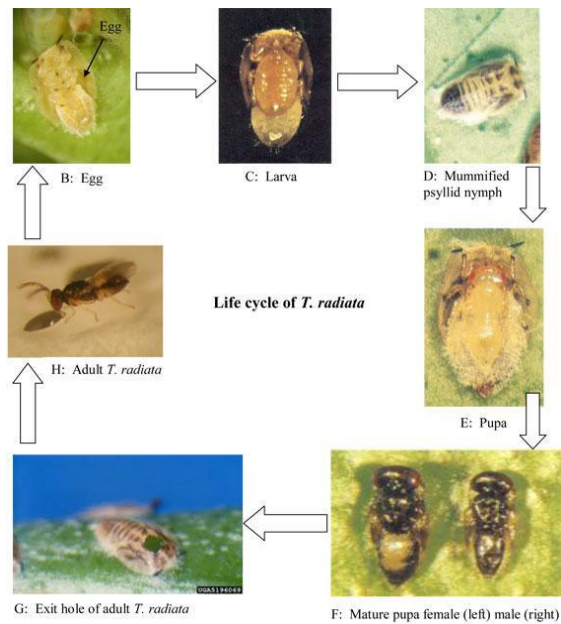 Egg
B: Egg
C: Larva
D: Mummified
psyllid nymph
Life cycle of T. radiata
H: Adult T. radiata
E: Pupa
UGA5196069
G: Exit hole of adult T. radiata
F: Mature pupa female (left) male (right)